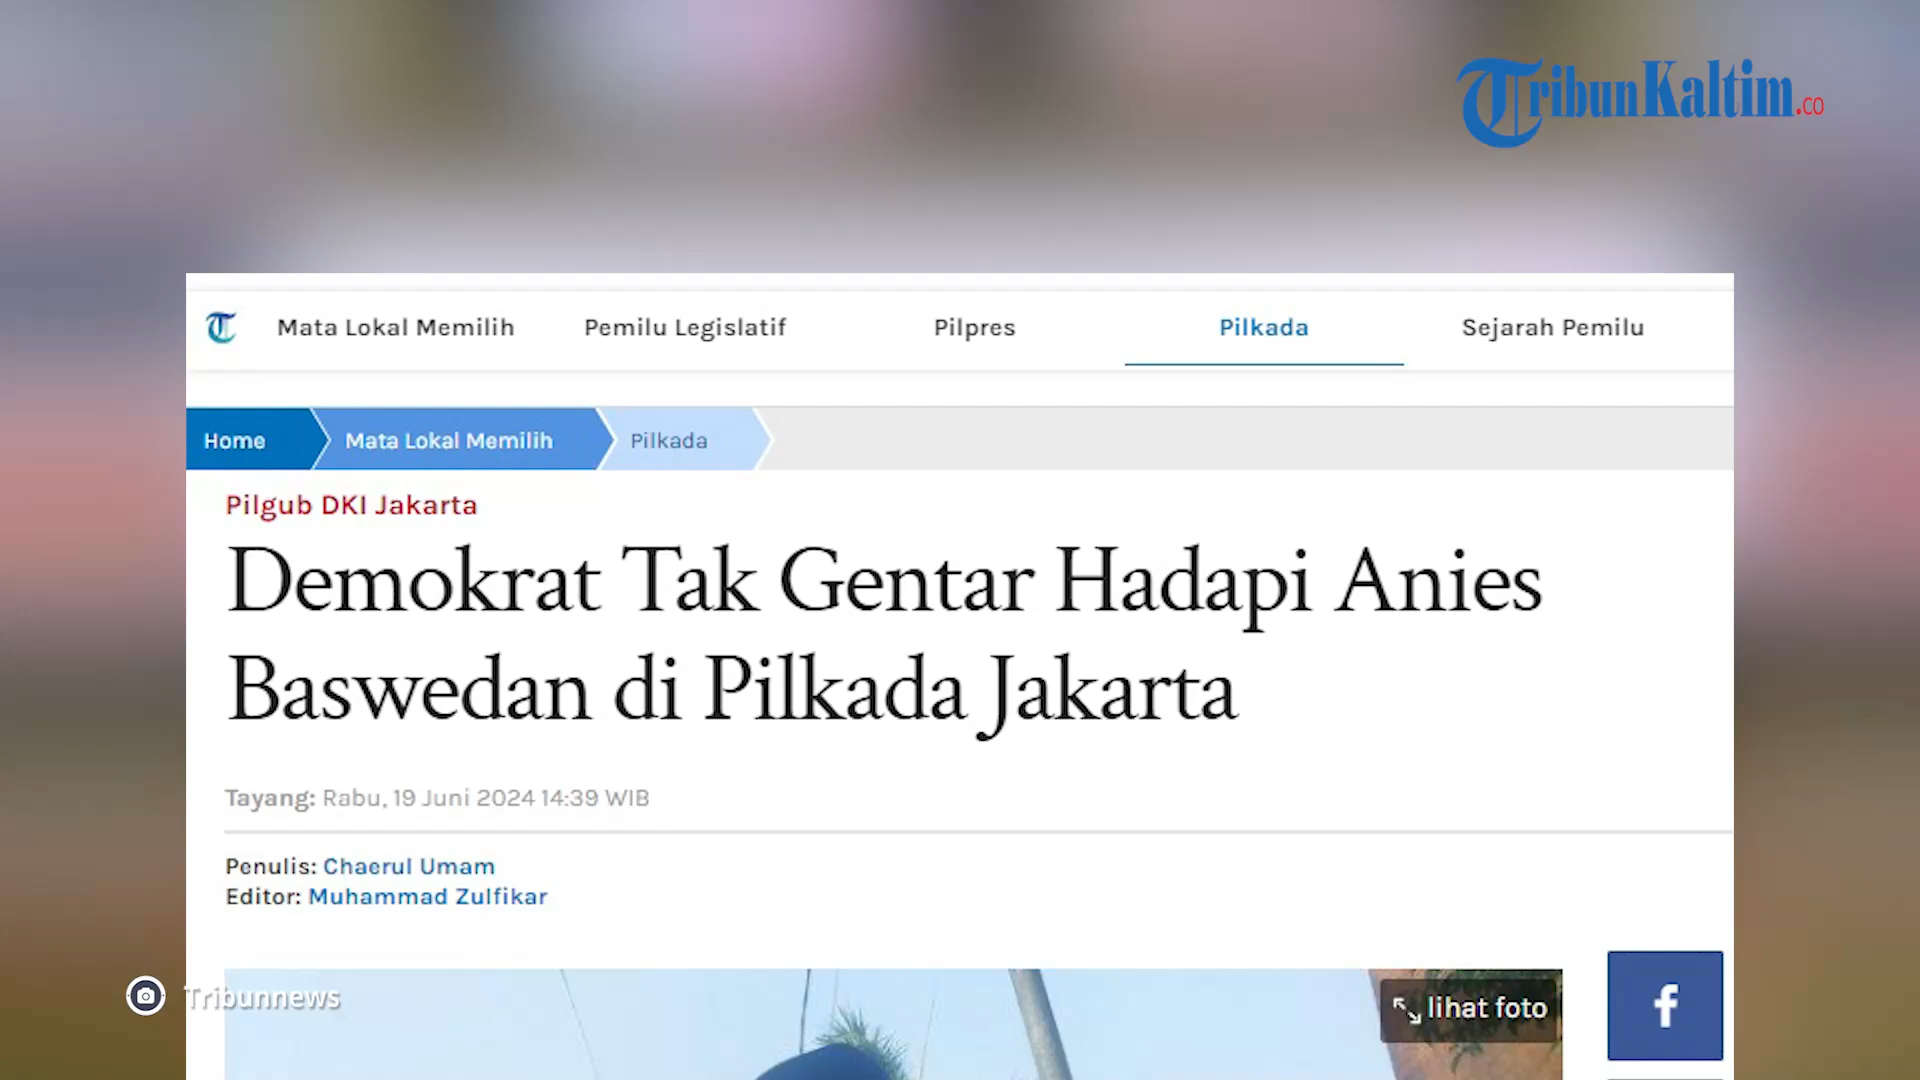 TribunKaltim.co
Mata Lokal Memilih
Pemilu Legislatif
Pilpres
Pilkada
Sejarah Pemilu
Home
Mata Lokal Memilih
Pilkada
Pilgub DKI Jakarta
Demokrat Tak Gentar Hadapi Anies
Baswedan di Pilkada Jakarta
Tayang: Rabu, 19 Juni 2024 14:39 WIB
Penulis: Chaerul Umam
Editor: Muhammad Zulfikar
Tribunnews
lihat foto